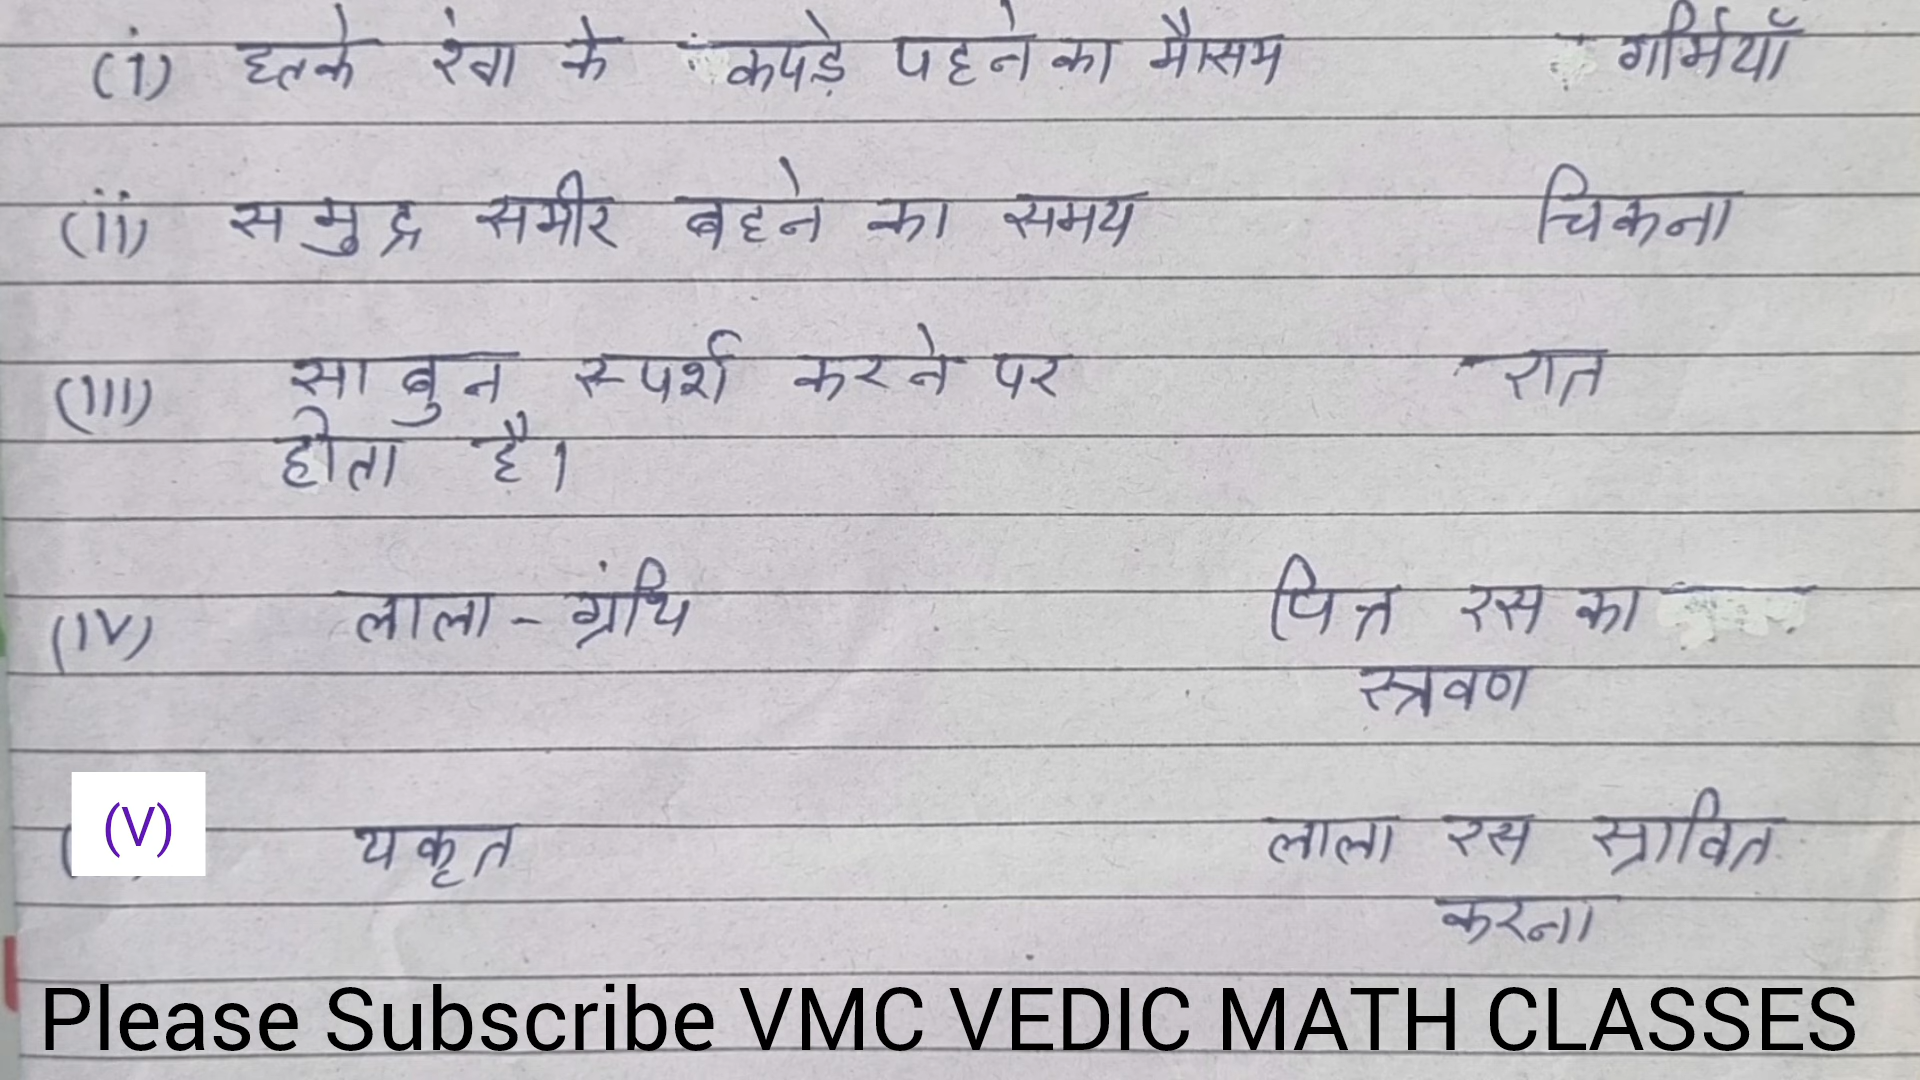 (i) हल्के रंग के कपड़े पहने का मौसम गर्मियाँ
(ii) समुद्र समीर बहने का समय चिकना
(iii) साबुन स्पर्श करने पर रात
होता है।
(iv) लाला - ग्रंथि पित्त रस का
स्त्रवण
(V) यकृत लाला रस स्रावित
करना
Please Subscribe VMC VEDIC MATH CLASSES